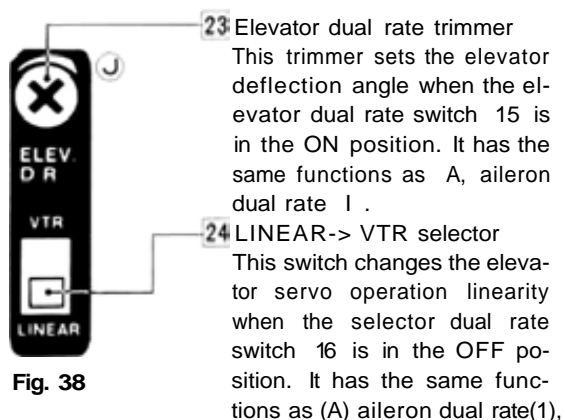 23 Elevator dual rate trimmer
This trimmer sets the elevator
deflection angle when the el-
evator dual rate switch 15 is
in the ON position. It has the
same functions as A, aileron
dual rate I .
24 LINEAR-> VTR selector
This switch changes the eleva-
tor servo operation linearity
when the selector dual rate
switch 16 is in the OFF po-
sition. It has the same func-
tions as (A) aileron dual rate(1),
J
ELEV.
D R
VTR
LINEAR
Fig. 38